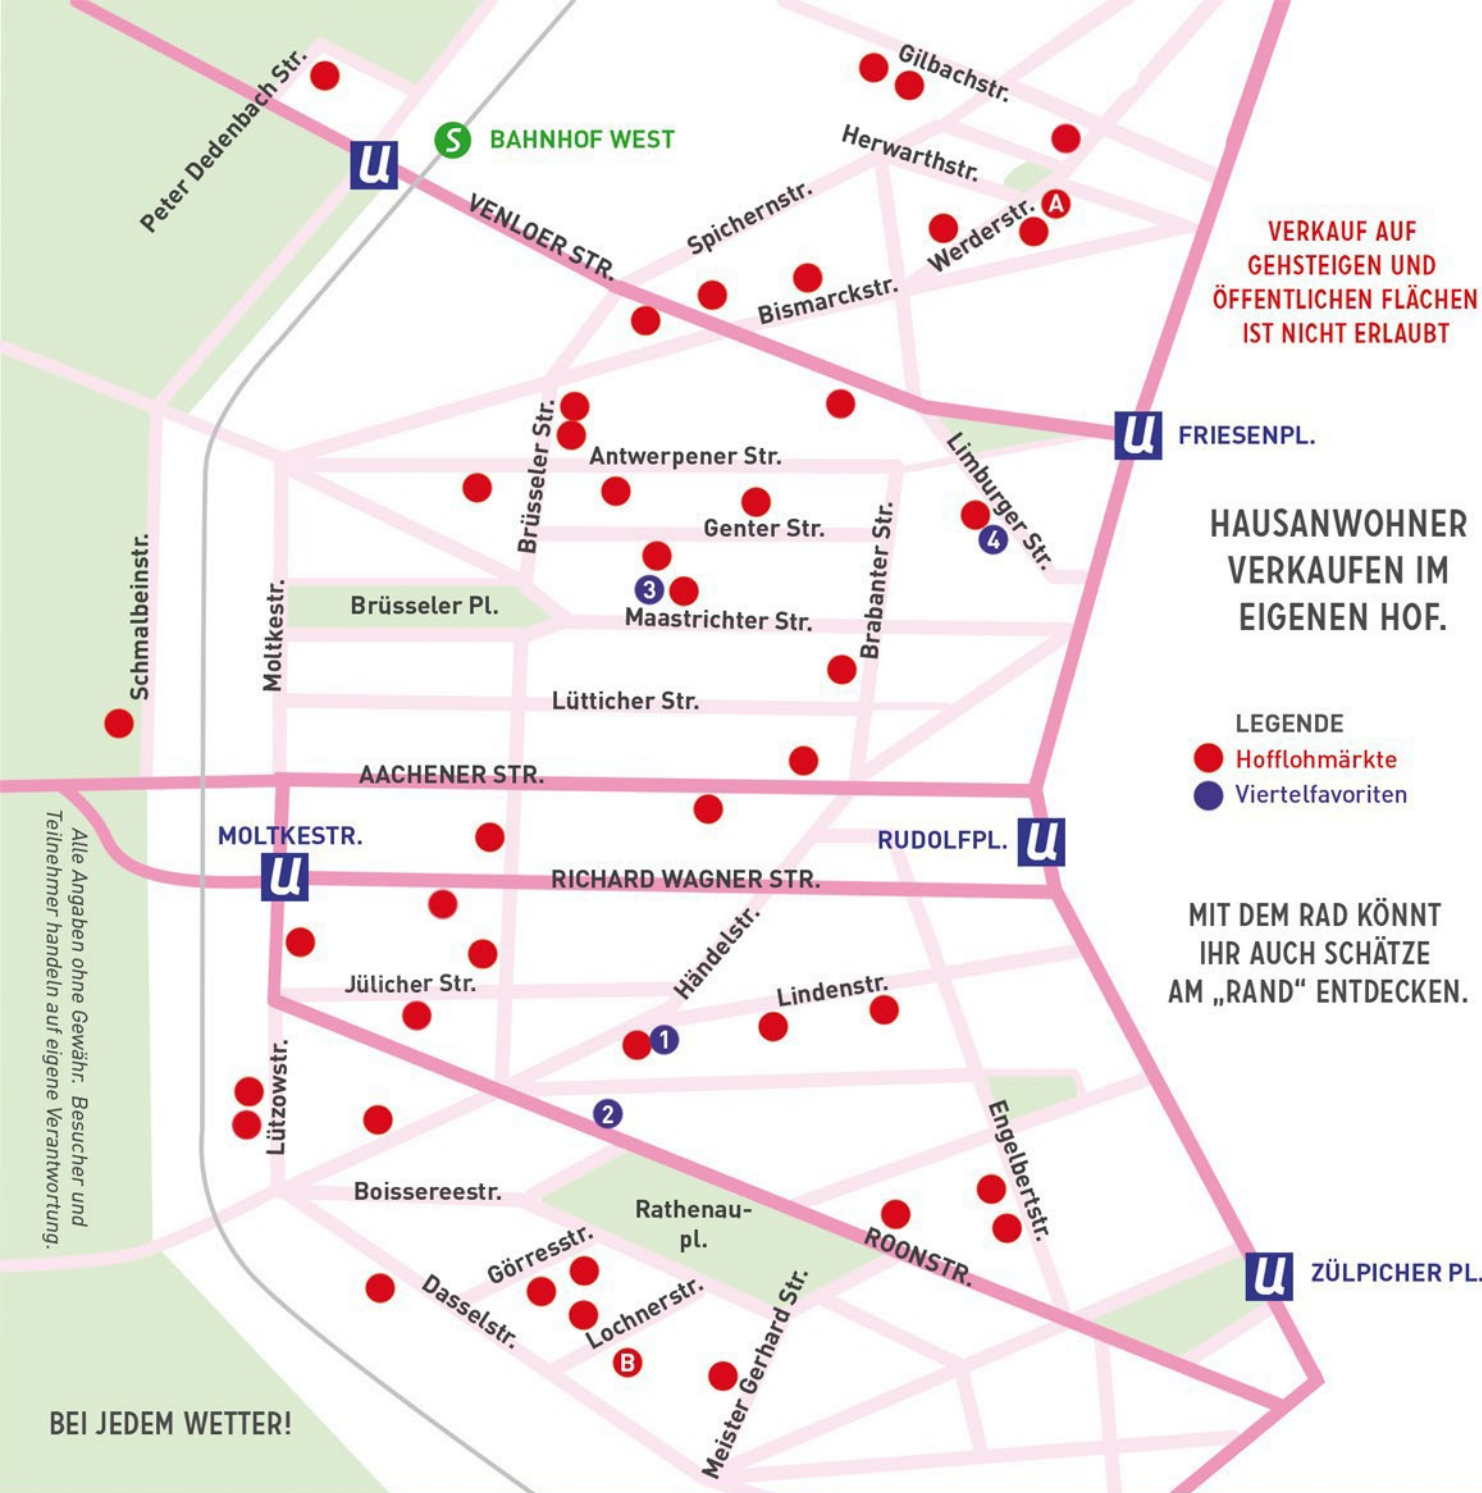 Gilbachstr.
Peter Dedenbach Str.
S
BAHNHOF WEST
U
Herwarthstr.
VENLOER STR.
Spichernstr.
Werderstr.
A
Bismarckstr.
VERKAUF AUF
GEHSTEIGEN UND
ÖFFENTLICHEN FLÄCHEN
IST NICHT ERLAUBT
U
FRIESENPL.
Brüsseler Str.
Antwerpener Str.
Limburger Str.
4
Genter Str.
Brabanter Str.
HAUSANWOHNER
VERKAUFEN IM
EIGENEN HOF.
Schmalbeinstr.
Moltkestr.
Brüsseler Pl.
3
Maastrichter Str.
Lütticher Str.
LEGENDE
Hofflohmärkte
Viertelfavoriten
AACHENER STR.
MOLTKESTR.
U
RUDOLFPL.
U
RICHARD WAGNER STR.
Händelstr.
Jülicher Str.
Lindenstr.
MIT DEM RAD KÖNNT
IHR AUCH SCHÄTZE
AM „RAND“ ENTDECKEN.
Alle Angaben ohne Gewähr. Besucher und
Teilnehmer handeln auf eigene Verantwortung.
1
2
Lützowstr.
Engelbertstr.
Boissereestr.
Rathenau-
pl.
ROONSTR.
U
ZÜLPICHER PL.
Görresstr.
Dasselstr.
Lochnerstr.
B
Meister Gerhard Str.
BEI JEDEM WETTER!